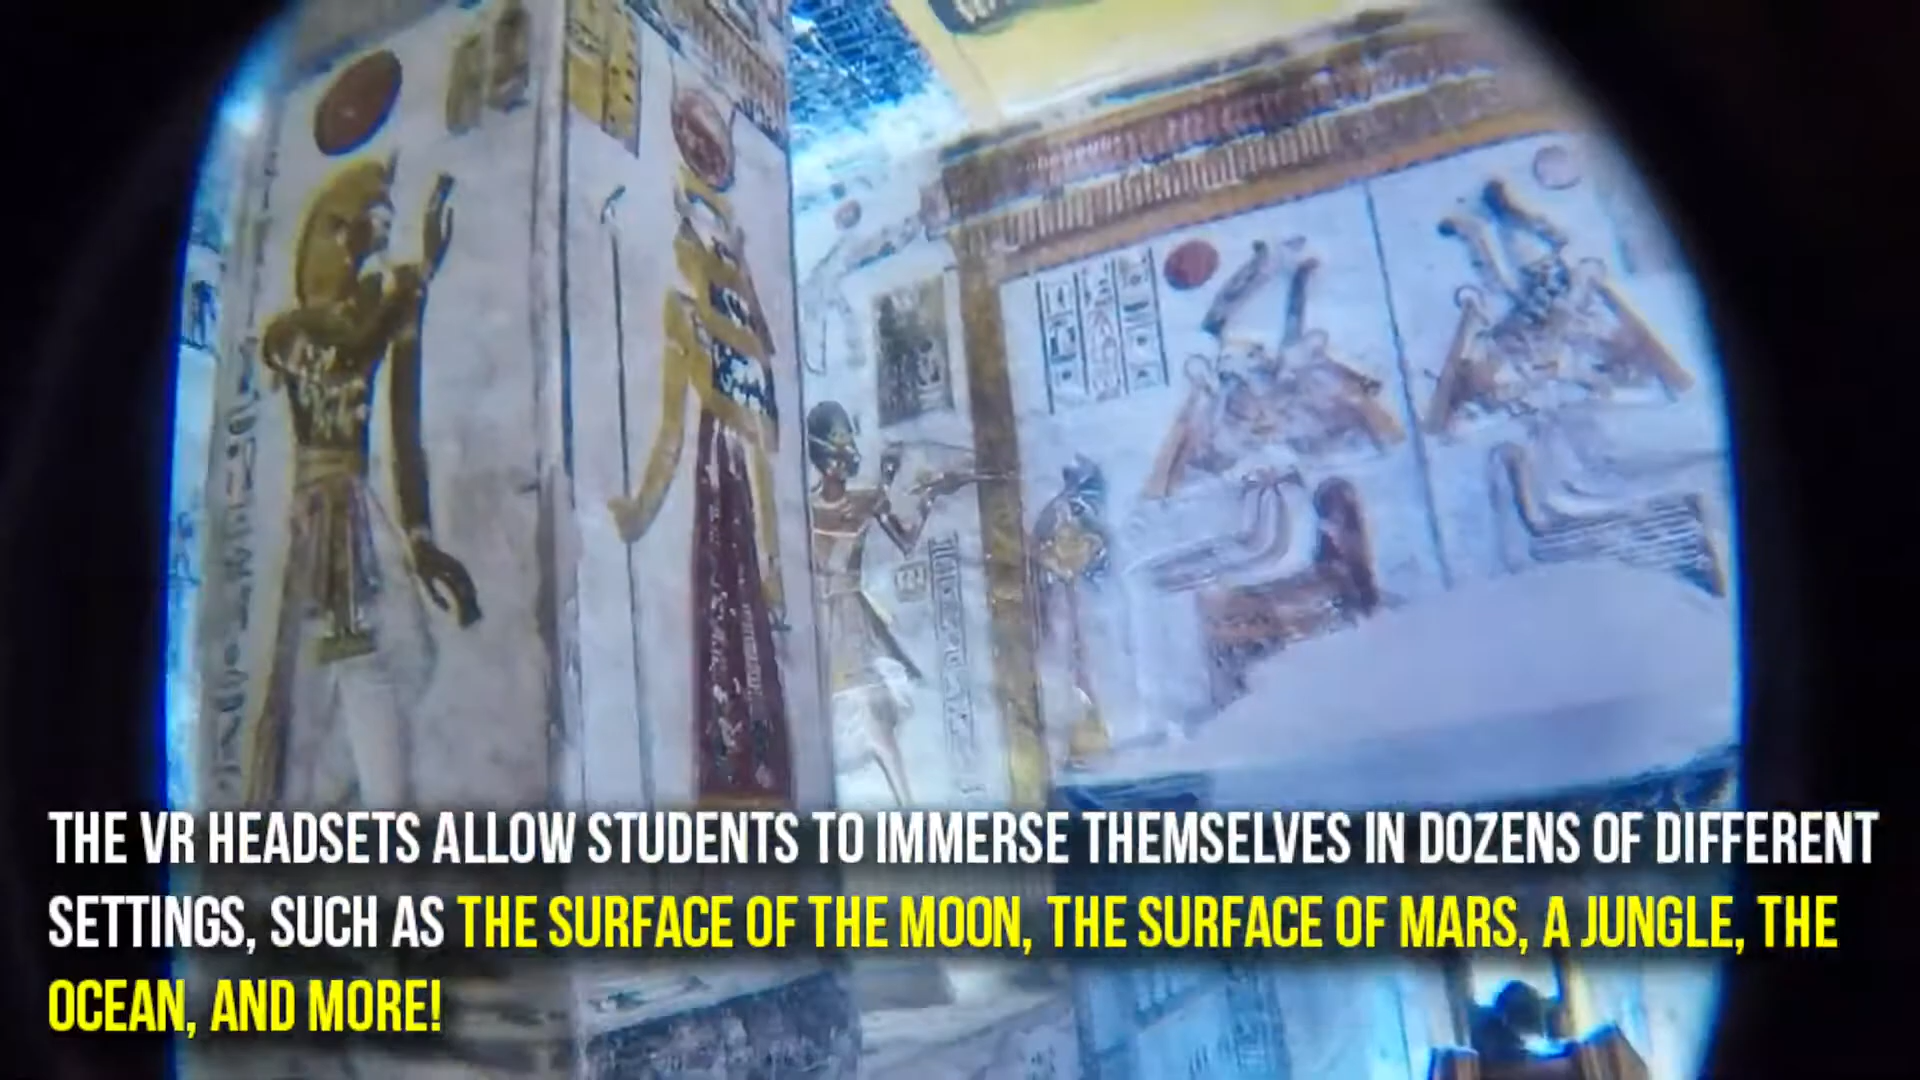 THE VR HEADSETS ALLOW STUDENTS TO IMMERSE THEMSELVES IN DOZENS OF DIFFERENT
SETTINGS, SUCH AS THE SURFACE OF THE MOON, THE SURFACE OF MARS, A JUNGLE, THE
OCEAN, AND MORE!